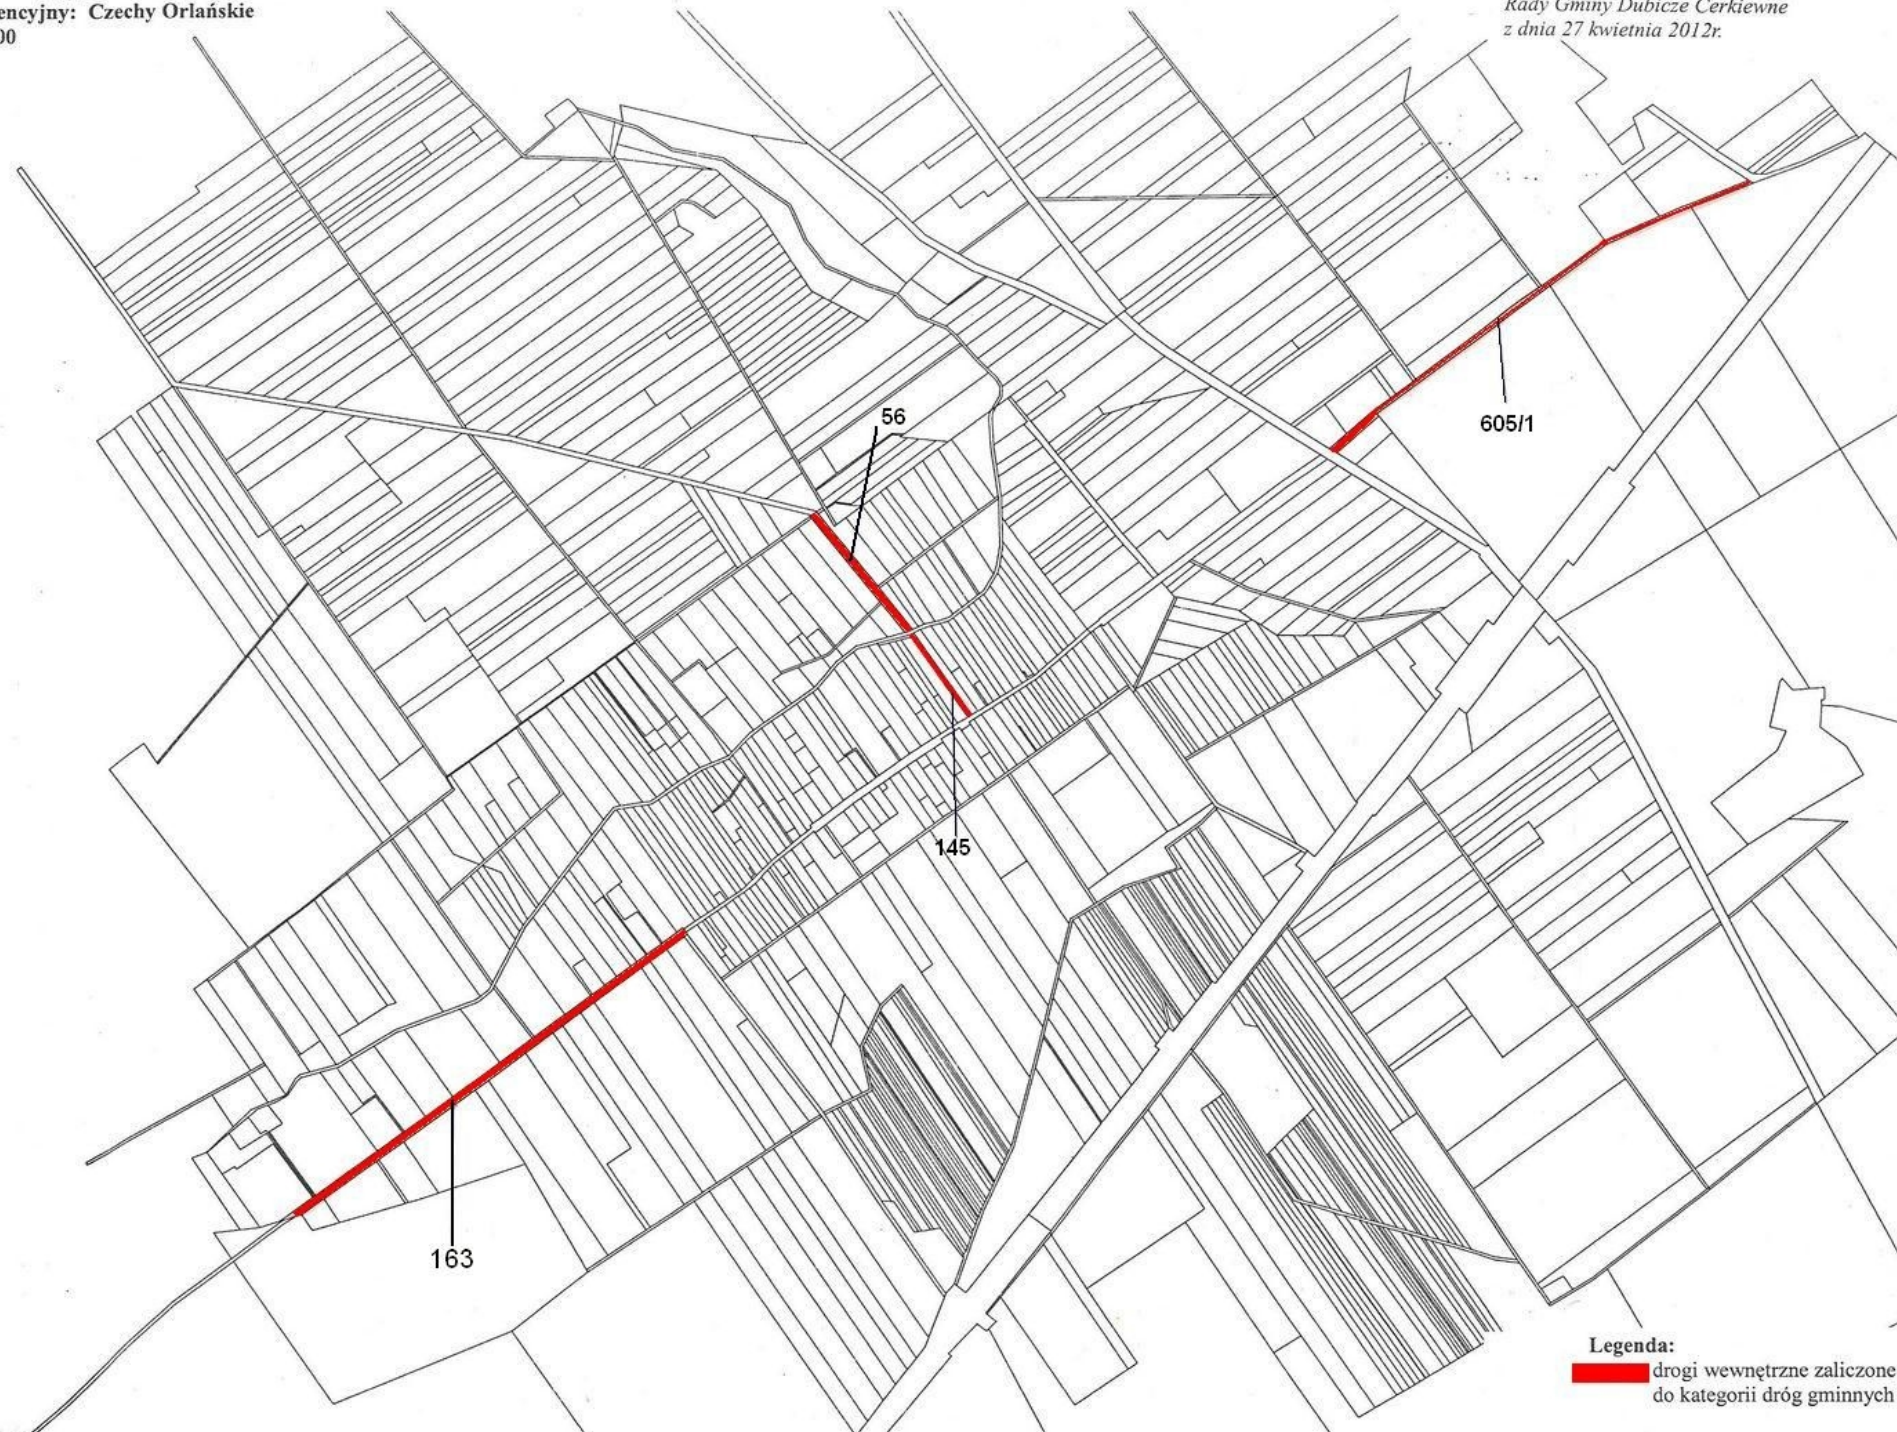 encyjny: Czechy Orlańskie
00
Rady Gminy Dubicze Cerkiewne
z dnia 27 kwietnia 2012r.
56
605/1
145
163
Legenda:
drogi wewnętrzne zaliczone
do kategorii dróg gminnych